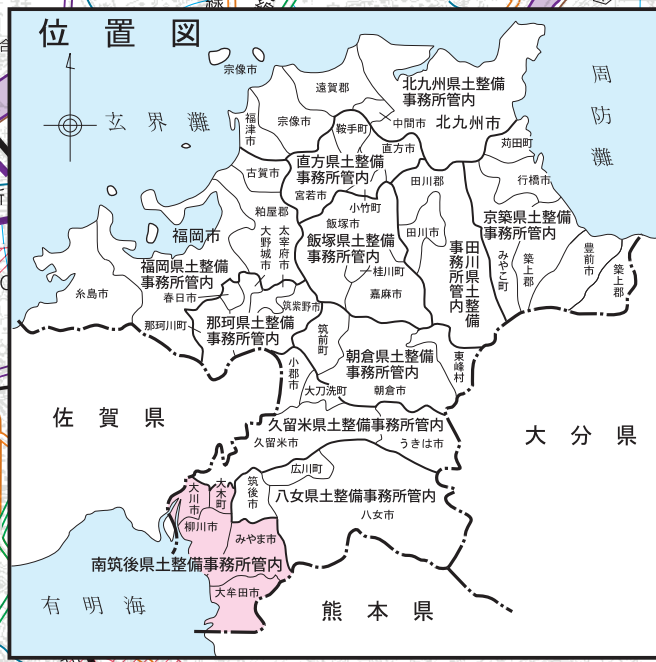 位置図
宗像市
遠賀郡
北九州県土整備
事務所管内
周防灘
玄界灘
福津市
宗像市
鞍手町
中間市
北九州市
直方市
苅田町
古賀市
直方県土整備
事務所管内
宮若市
小竹町
田川郡
行橋市
粕屋郡
飯塚市
京築県土整備
事務所管内
福岡市
大野城市
太宰府市
飯塚県土整備
事務所管内
田川市
田川県土整備
事務所管内
みやこ町
築上郡
豊前市
築上郡
福岡県土整備
事務所管内
桂川町
嘉麻市
糸島市
春日市
筑紫野市
那珂川町
那珂県土整備
事務所管内
筑前町
朝倉県土整備
事務所管内
東峰村
小郡市
大刀洗町
朝倉市
佐賀県
久留米県土整備事務所管内
大分県
久留米市
うきは市
広川町
大川市
大木町
筑後市
八女県土整備事務所管内
八女市
柳川市
みやま市
南筑後県土整備事務所管内
大牟田市
有明海
熊本県